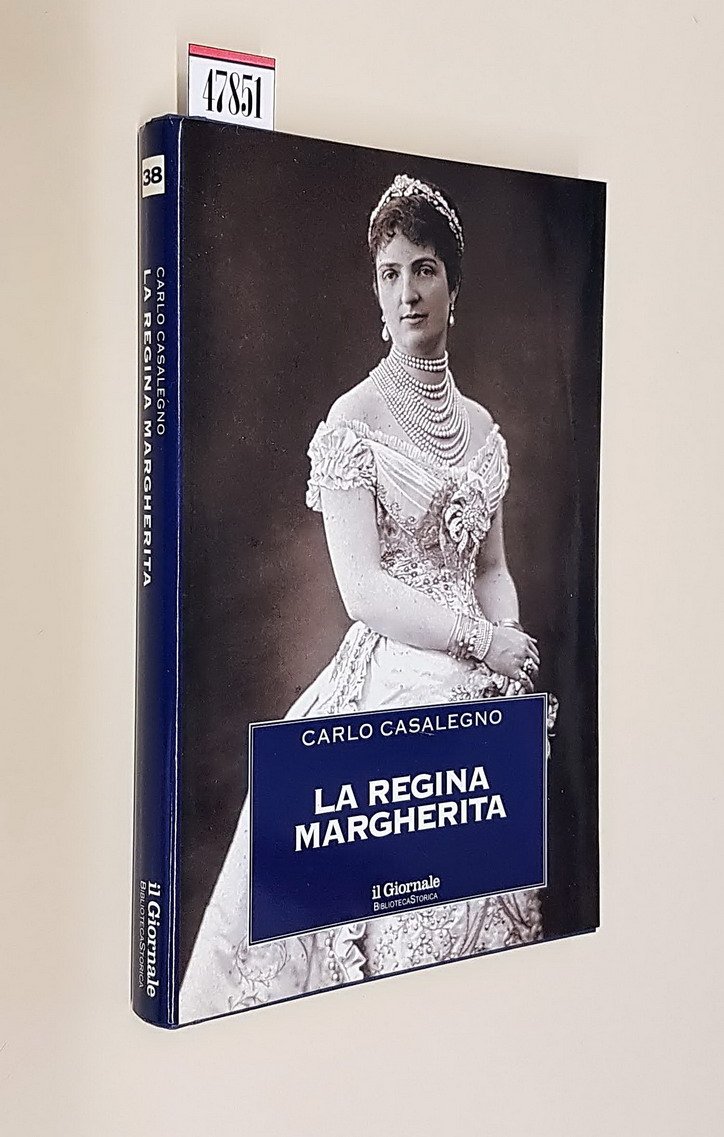 47851
38
CARLO CASALEGNO
LA REGINA MARGHERITA
il Giornale
BIBLIOTECASTORICA
CARLO CASALEGNO
LA REGINA
MARGHERITA
il Giornale
BIBLIOTECASTORICA